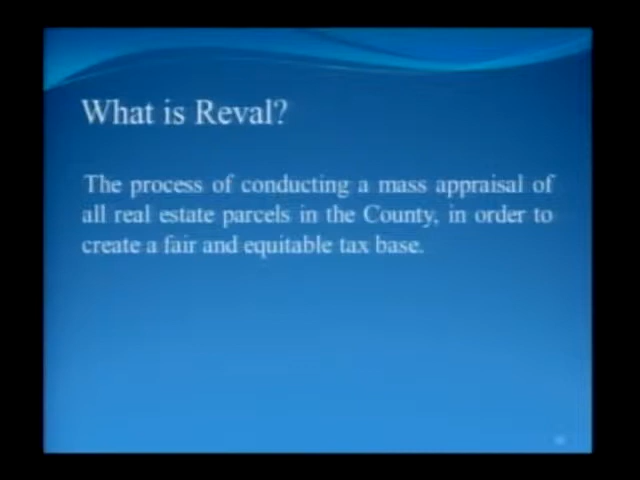 What is Reval?
The process of conducting a mass appraisal of
all real estate parcels in the County, in order to
create a fair and equitable tax base.